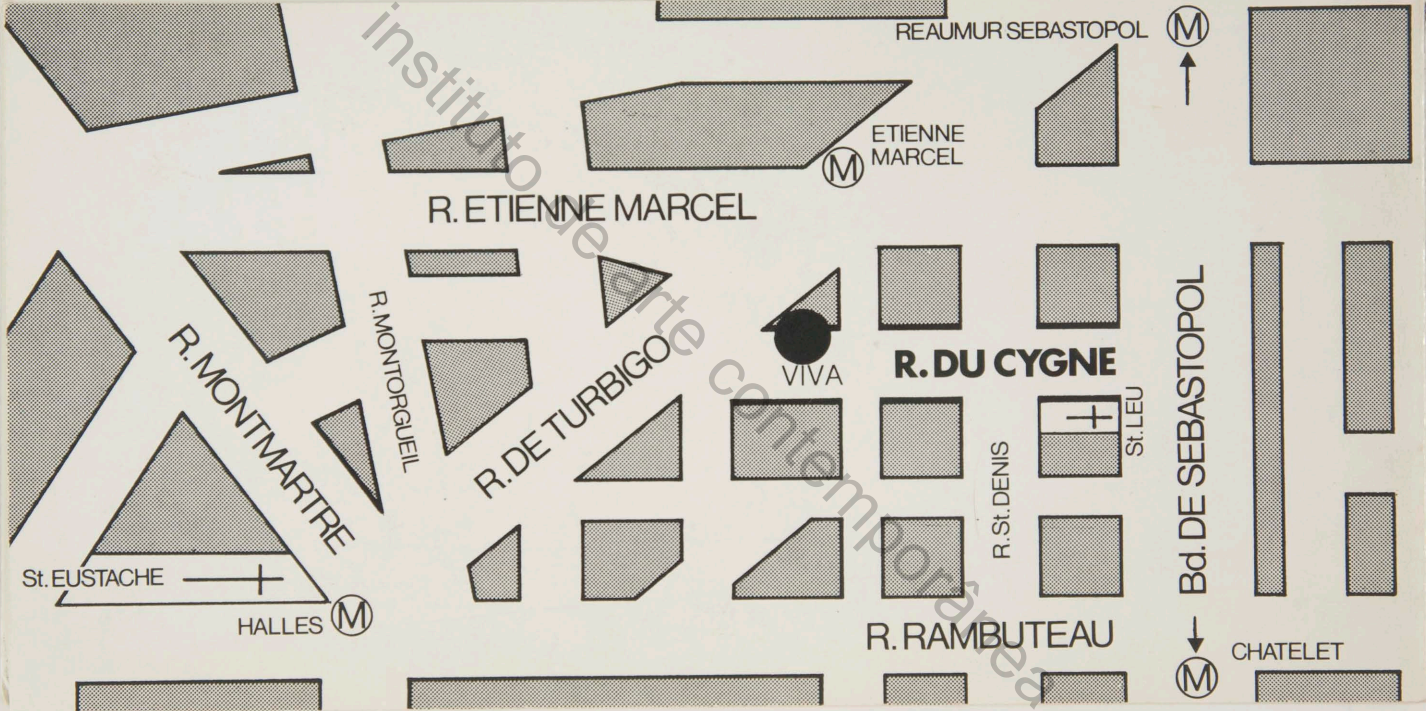 REAUMUR SEBASTOPOL M
ETIENNE
MARCEL
M
R. ETIENNE MARCEL
R. MONTMARTRE
R. MONTORGUEIL
R. DE TURBIGO
VIVA
R. DU CYGNE
St. LEU
R. St. DENIS
Bd. DE SEBASTOPOL
St. EUSTACHE
HALLES M
R. RAMBUTEAU
CHATELET
M
instituto de arte contemporânea